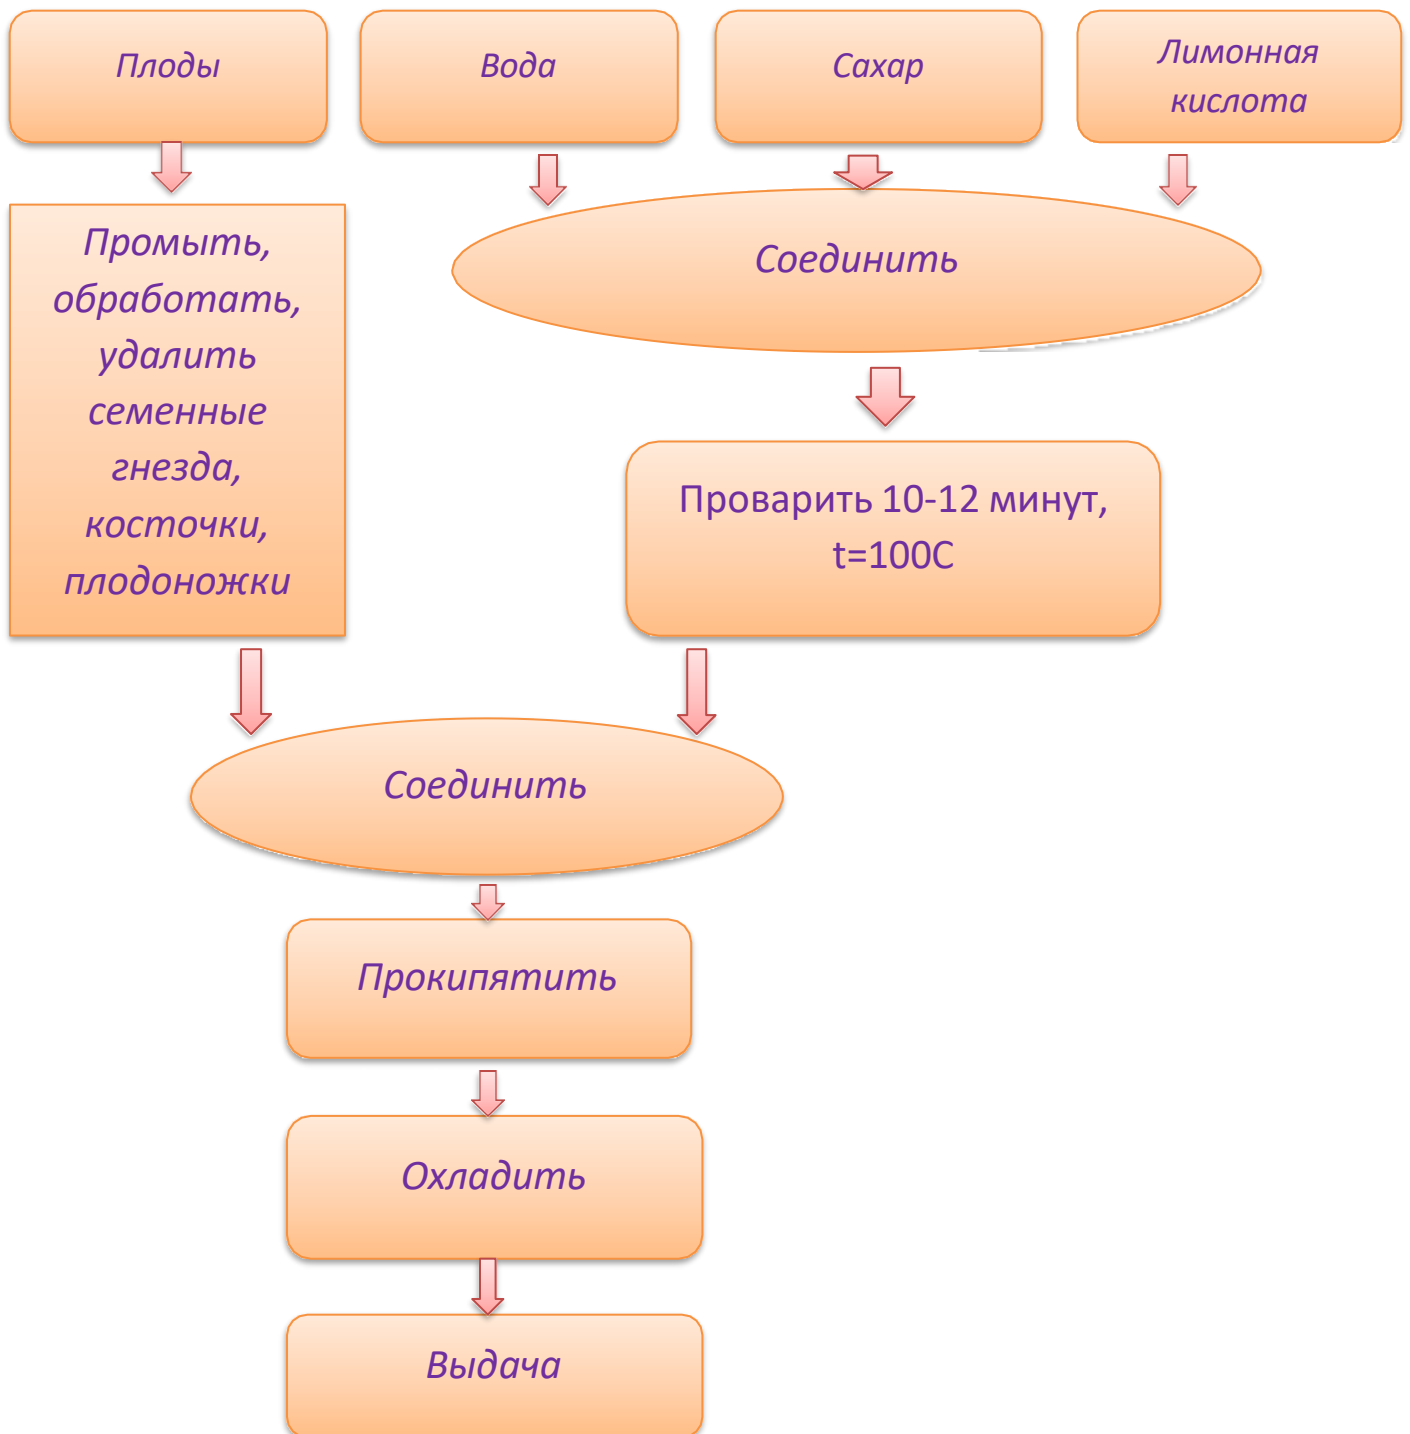 Плоды
Вода
Сахар
Лимонная
кислота
Промыть,
обработать,
удалить
семенные
гнезда,
косточки,
плодоножки
Соединить
Проварить 10-12 минут,
t=100С
Соединить
Прокипятить
Охладить
Выдача